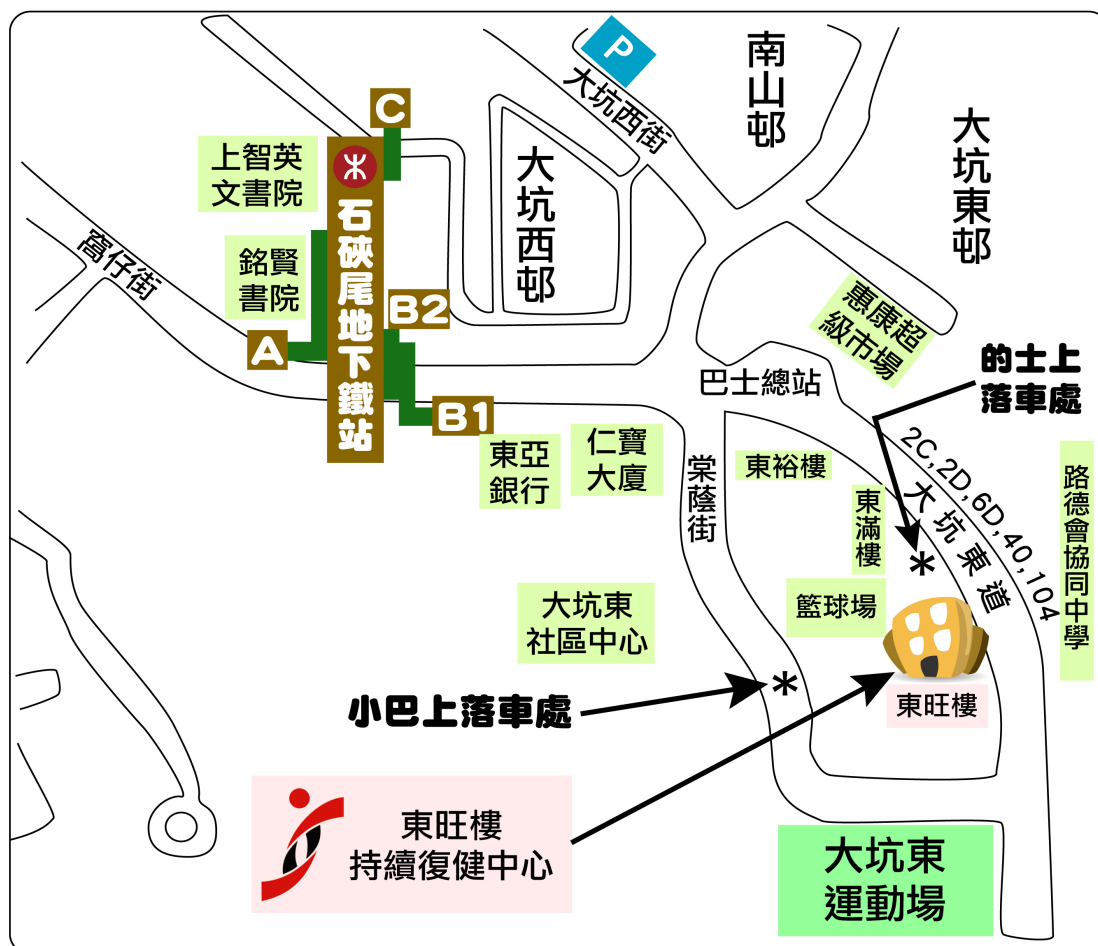 P
大坑西街
南山邨
大坑東邨
C
上智英
文書院
石硤尾地下鐵站
大坑西邨
窩仔街
銘賢
書院
B2
A
B1
惠康超
級市場
的士上
落車處
巴士總站
東亞
銀行
仁寶
大廈
棠蔭街
東裕樓
東滿樓
2C,2D,6D,40,104
大坑東道
路德會協同中學
籃球場
大坑東
社區中心
*
*
小巴上落車處
東旺樓
東旺樓
持續復健中心
大坑東
運動場